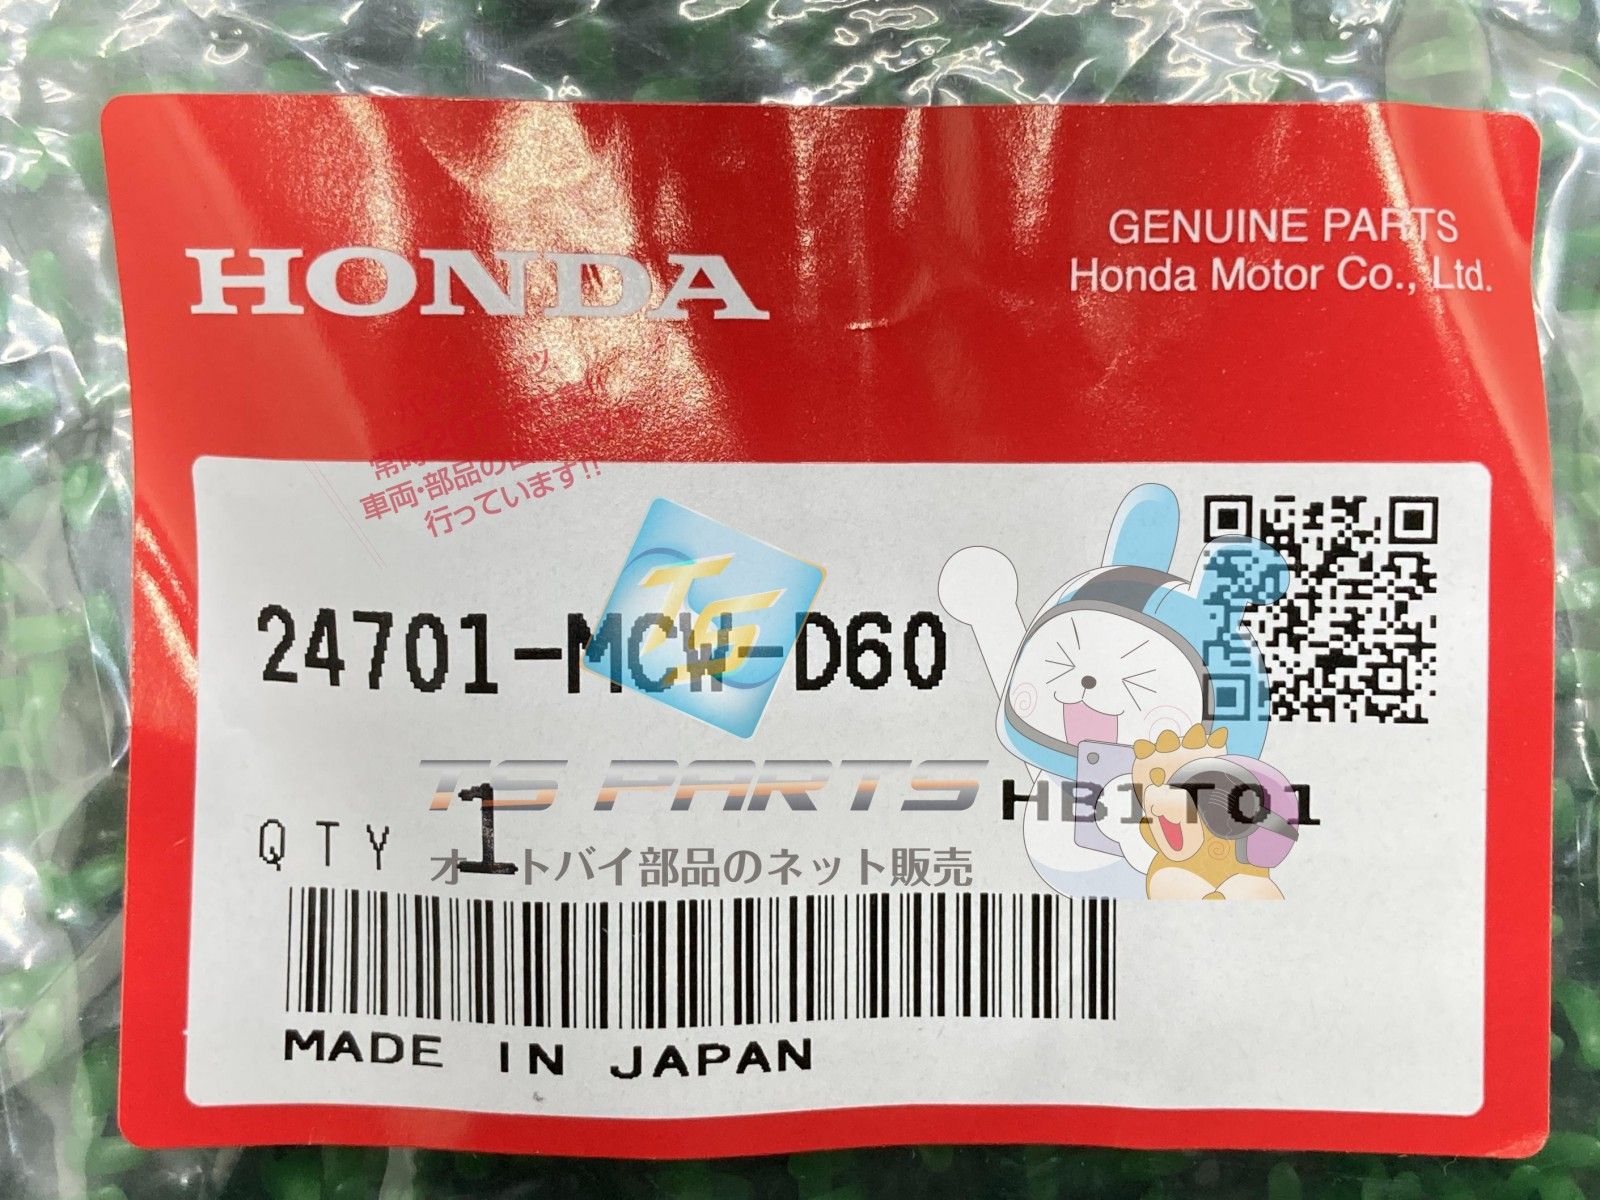 HONDA
GENUINE PARTS
Honda Motor Co., Ltd.
車両・部品の
行っています!!
24701-MCW-D60
TS
TS PARTS
HB1T01
QTY 1
オートバイ部品のネット販売
MADE IN JAPAN